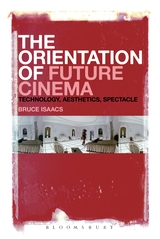 THE
ORIENTATION
OF FUTURE
CINEMA
TECHNOLOGY, AESTHETICS, SPECTACLE
BRUCE ISAACS
BLOOMSBURY